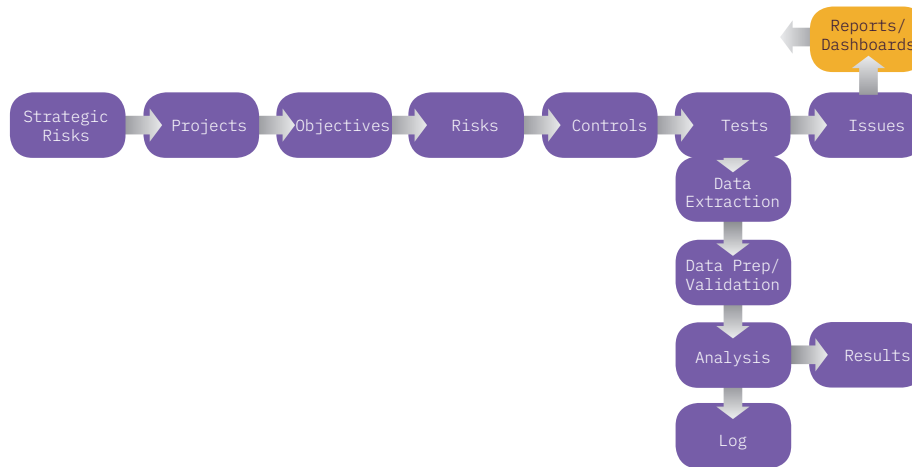 Reports/
Dashboards
Strategic
Risks
Projects
Objectives
Risks
Controls
Tests
Issues
Data
Extraction
Data Prep/
Validation
Analysis
Results
Log